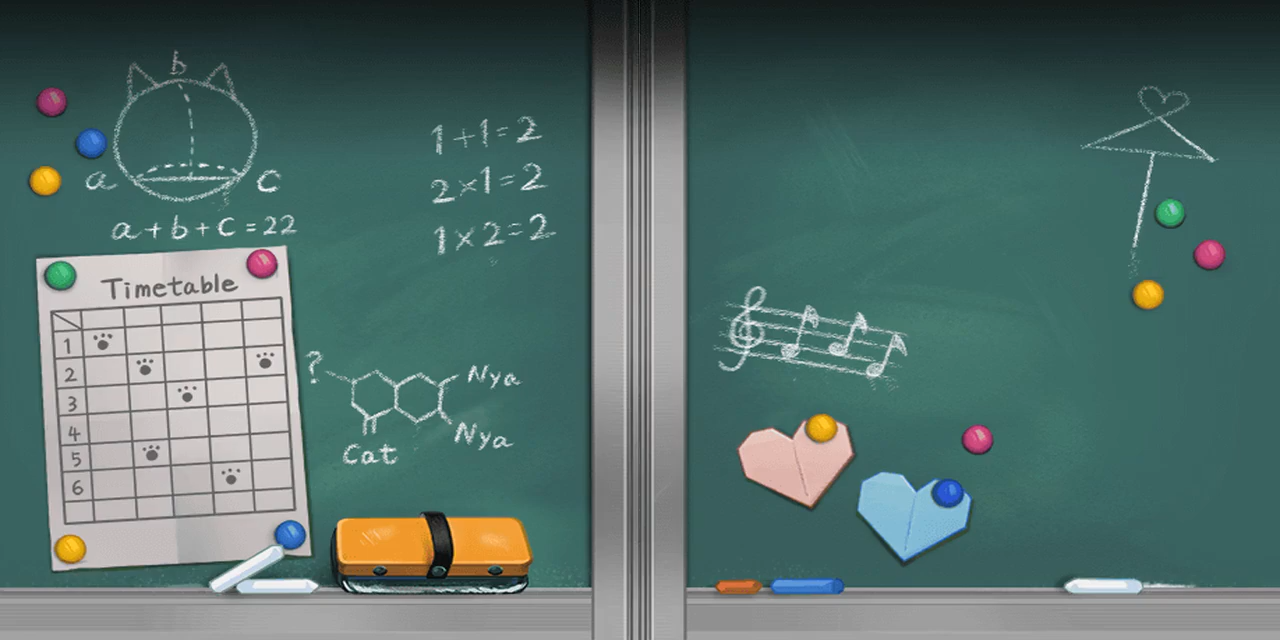 b
a
c
a+b+c=22
1+1=2
2×1=2
1×2=2
Timetable
1
2
3
4
5
6
?
Nya
Nya
Cat